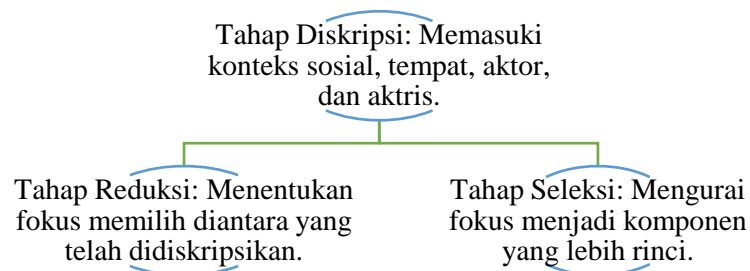 Tahap Diskripsi: Memasuki
konteks sosial, tempat, aktor,
dan aktris.
Tahap Reduksi: Menentukan
fokus memilih diantara yang
telah didiskripsikan.
Tahap Seleksi: Mengurai
fokus menjadi komponen
yang lebih rinci.